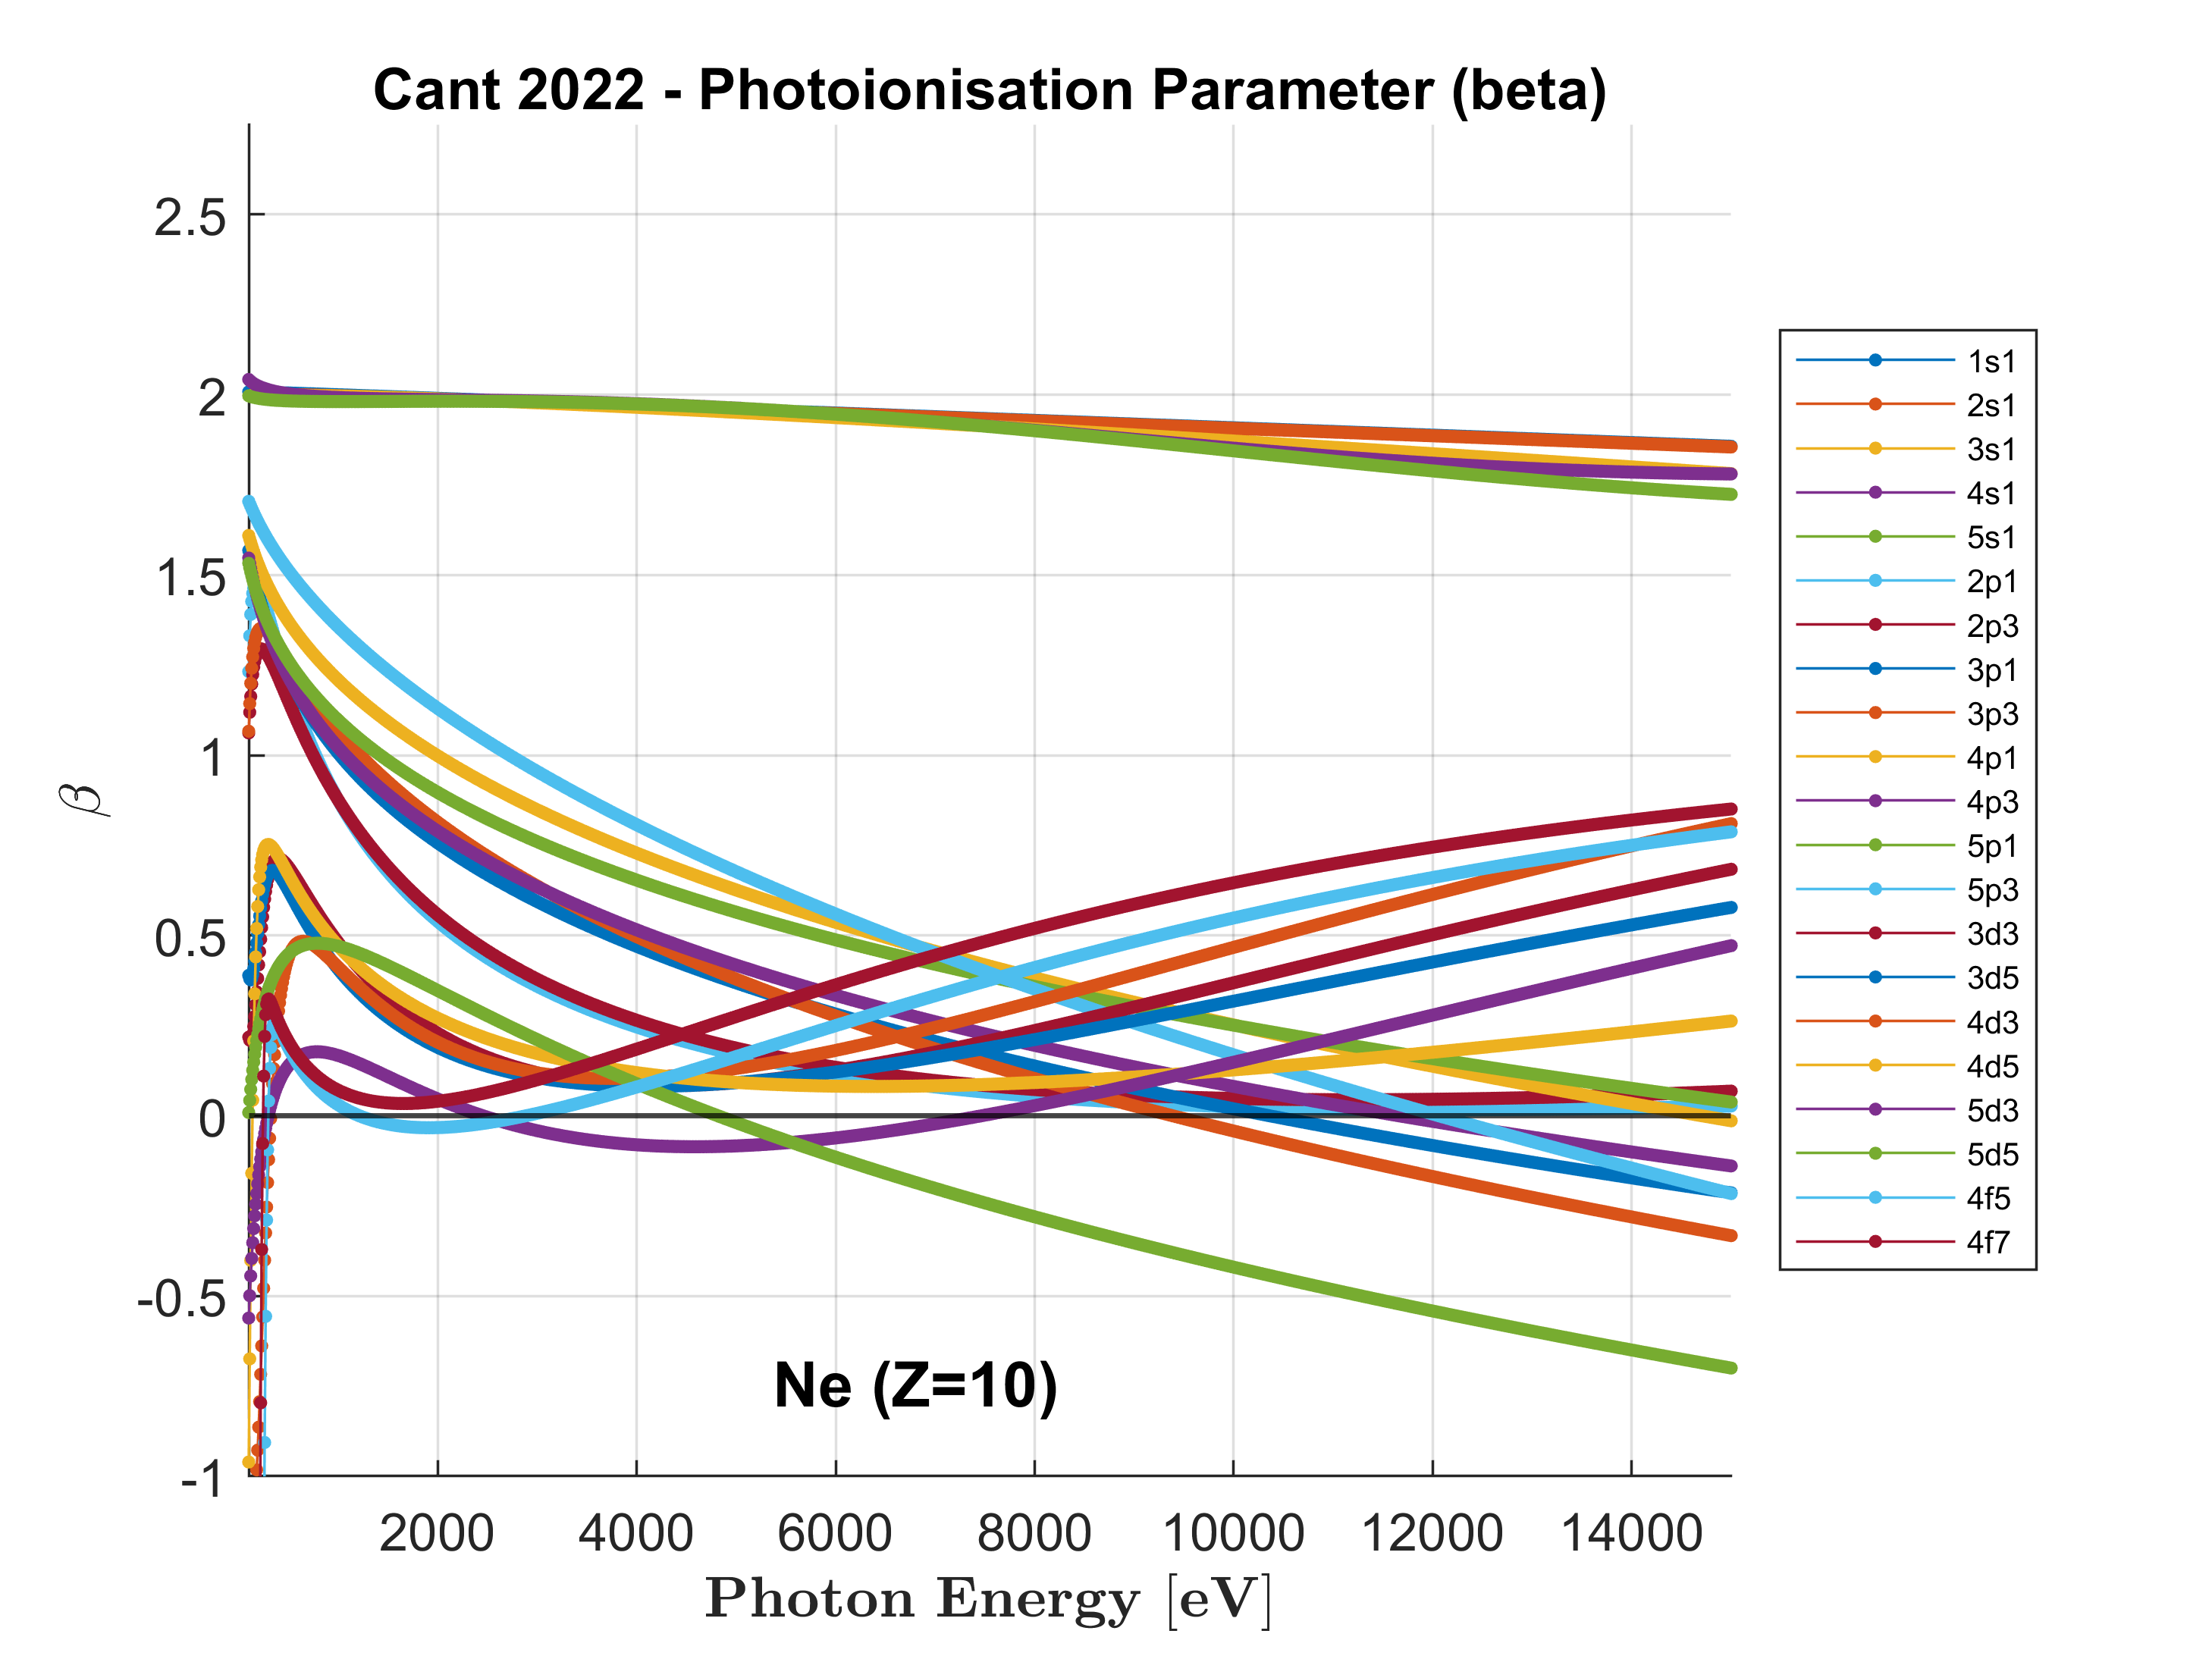 Cant 2022 - Photoionisation Parameter (beta)
2.5
2
1.5
1
0.5
0
-0.5
-1
β
2000 4000 6000 8000 10000 12000 14000
Photon Energy [eV]
Ne (Z=10)
1s1
2s1
3s1
4s1
5s1
2p1
2p3
3p1
3p3
4p1
4p3
5p1
5p3
3d3
3d5
4d3
4d5
5d3
5d5
4f5
4f7